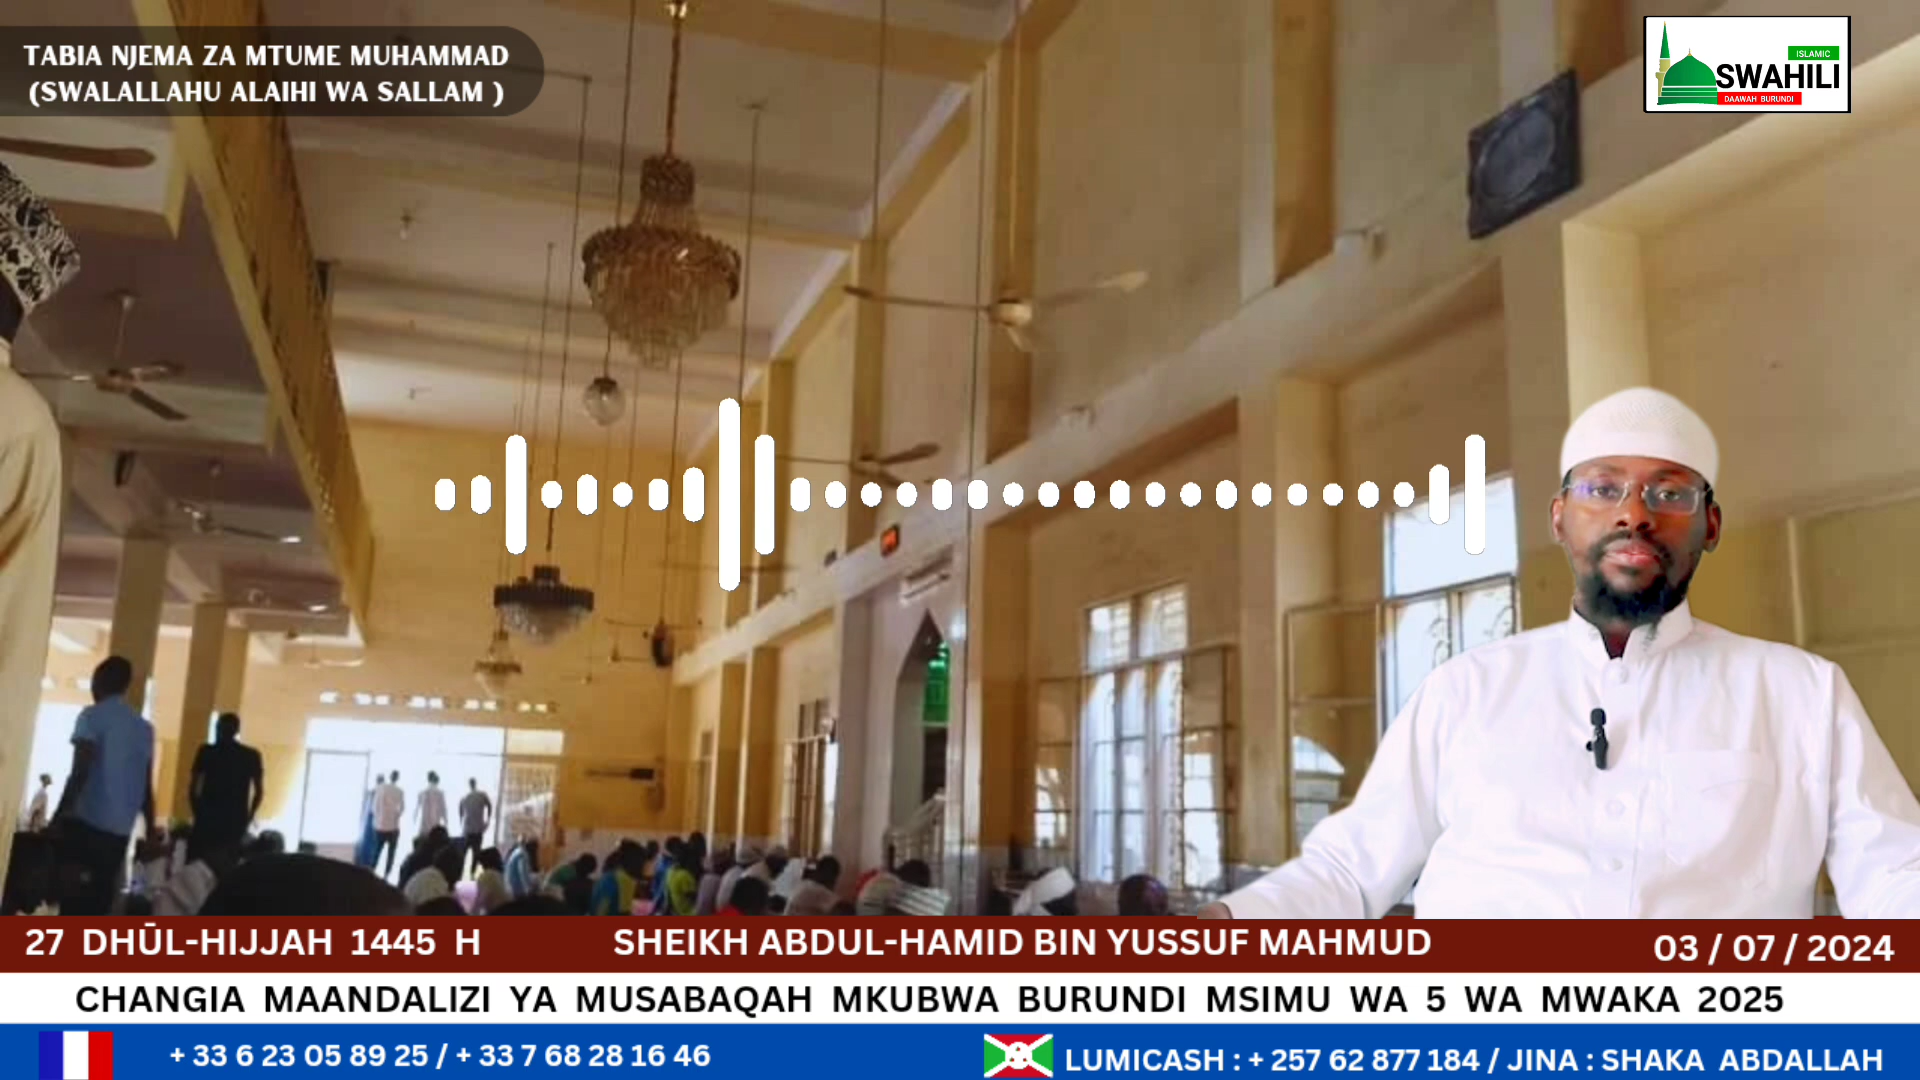 TABIA NJEMA ZA MTUME MUHAMMAD
(SWALALLAHU ALAIHI WA SALLAM )
ISLAMIC
SWAHILI
DAAWAH BURUNDI
27 DHŪL-HIJJAH 1445 H
SHEIKH ABDUL-HAMID BIN YUSSUF MAHMUD
03 / 07 / 2024
CHANGIA MAANDALIZI YA MUSABAQAH MKUBWA BURUNDI MSIMU WA 5 WA MWAKA 2025
+ 33 6 23 05 89 25 / + 33 7 68 28 16 46
LUMICASH : + 257 62 877 184 / JINA : SHAKA ABDALLAH